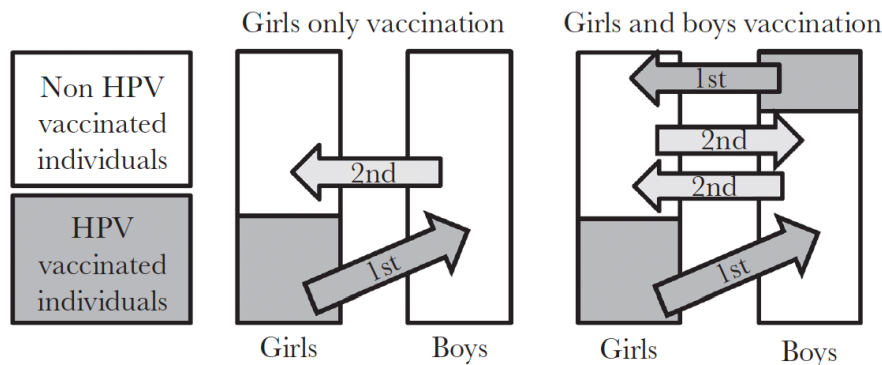 Girls only vaccination
Girls and boys vaccination
Non HPV
vaccinated
individuals
HPV
vaccinated
individuals
2nd
1st
Girls
Boys
1st
2nd
2nd
1st
Girls
Boys